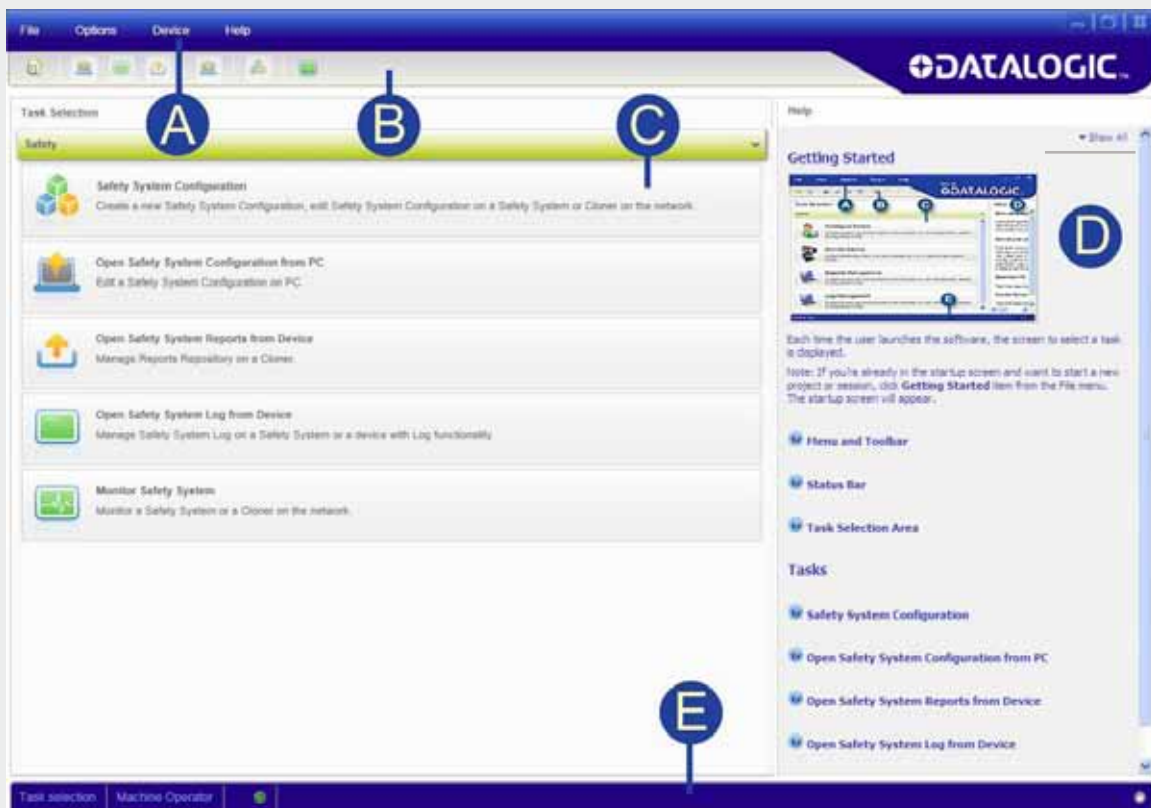 File Options Device Help
DATALOGIC
Task Selection
Safety
A
B
C
Safety System Configuration
Create a new Safety System Configuration, edit Safety System Configuration on a Safety System or Cloner on the network.
Open Safety System Configuration from PC
Edit a Safety System Configuration on PC
Open Safety System Reports from Device
Manage Reports Repository on a Cloner.
Open Safety System Log from Device
Manage Safety System Log on a Safety System or a device with Log functionality.
Monitor Safety System
Monitor a Safety System or a Cloner on the network.
Help
Show All
Getting Started
DATALOGIC
A
B
C
D
E
D
Each time the user launches the software, the screen to select a task
is displayed.
Note: If you're already in the startup screen and want to start a new
project or session, click Getting Started item from the File menu.
The startup screen will appear.
Menu and Toolbar
Status Bar
Task Selection Area
Tasks
Safety System Configuration
Open Safety System Configuration from PC
Open Safety System Reports from Device
Open Safety System Log from Device
E
Task selection Machine Operator